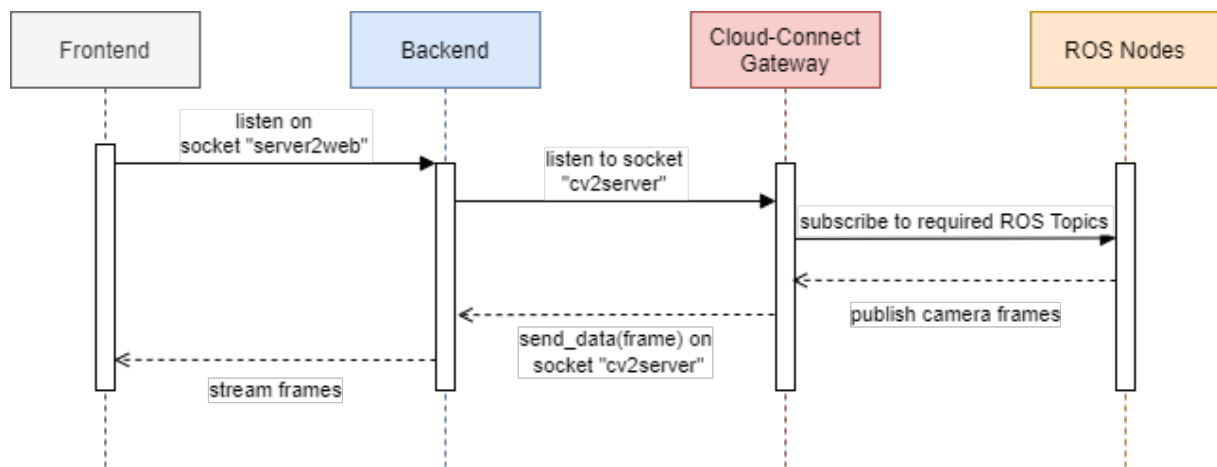 Frontend
Backend
Cloud-Connect
Gateway
ROS Nodes
listen on
socket "server2web"
listen to socket
"cv2server"
subscribe to required ROS Topics
publish camera frames
send_data(frame) on
socket "cv2server"
stream frames